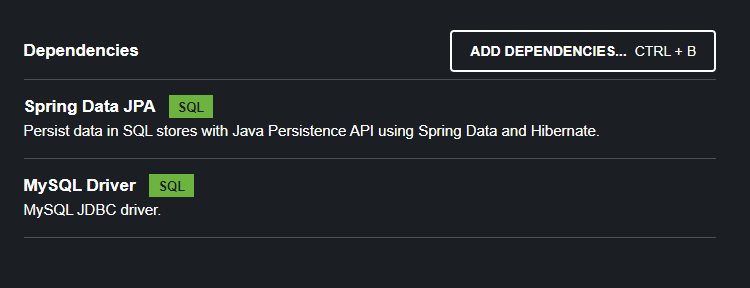 Dependencies
ADD DEPENDENCIES... CTRL + B
Spring Data JPA SQL
Persist data in SQL stores with Java Persistence API using Spring Data and Hibernate.
MySQL Driver SQL
MySQL JDBC driver.